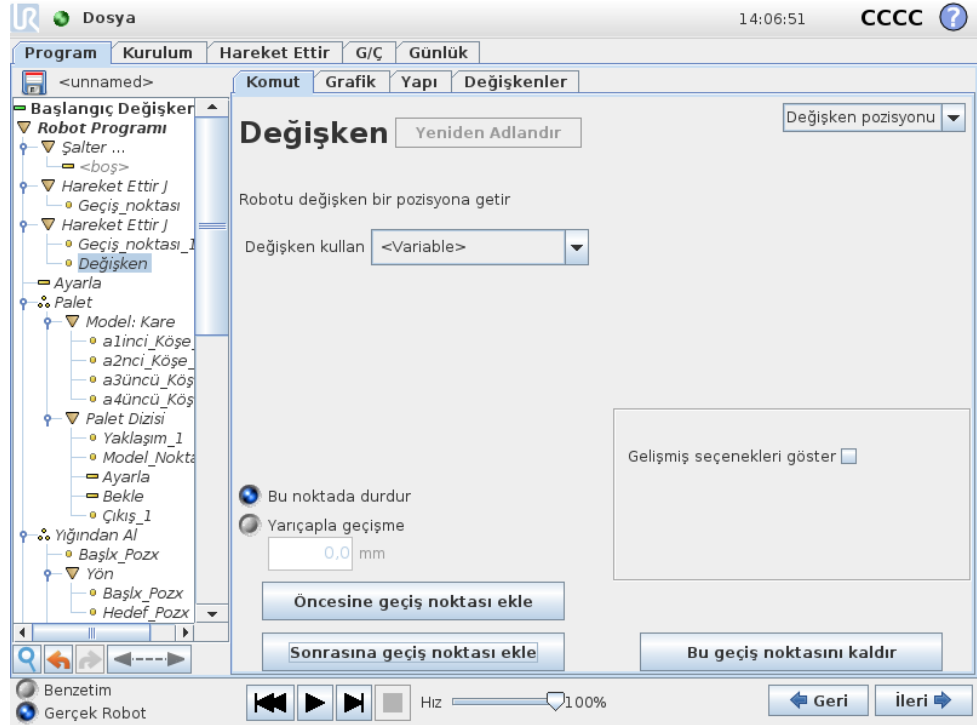 UR Dosya 14:06:51 CCCC ?
Program Kurulum Hareket Ettir G/Ç Günlük
<unnamed>
Komut Grafik Yapı Değişkenler
Başlangıç Değişker
Robot Programı
Şalter ...
<boş>
Hareket Ettir J
Geçiş_noktası
Hareket Ettir J
Geçiş_noktası_1
Değişken
Ayarla
Palet
Model: Kare
a1inci_Köşe_
a2nci_Köşe_
a3üncü_Köş
a4üncü_Köş
Palet Dizisi
Yaklaşım_1
Model_Nokta
Ayarla
Bekle
Çıkış_1
Yığından Al
Başlx_Pozx
Yön
Başlx_Pozx
Hedef_Pozx
Değişken Yeniden Adlandır
Değişken pozisyonu
Robotu değişken bir pozisyona getir
Değişken kullan <Variable>
Gelişmiş seçenekleri göster
Bu noktada durdur
Yarıçapla geçişme
0,0 mm
Öncesine geçiş noktası ekle
Sonrasına geçiş noktası ekle
Bu geçiş noktasını kaldır
Benzetim
Gerçek Robot
Hız 100%
Geri İleri